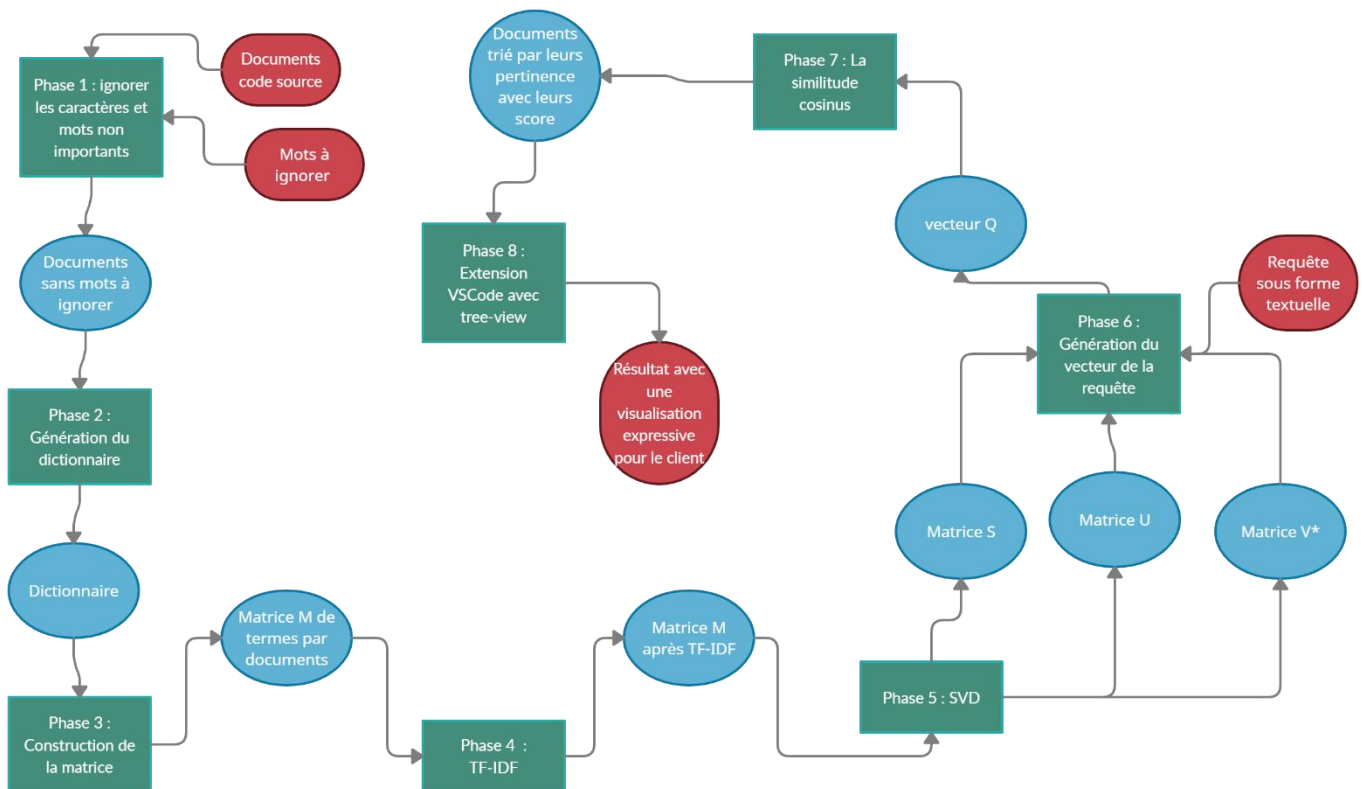 Phase 1 : ignorer
les caractères et
mots non
importants
Documents
code source
Mots à
ignorer
Documents
sans mots à
ignorer
Phase 2 :
Génération du
dictionnaire
Dictionnaire
Phase 3 :
Construction de
la matrice
Matrice M de
termes par
documents
Phase 4 :
TF-IDF
Matrice M
après TF-IDF
Phase 5 : SVD
Matrice S
Matrice U
Matrice V*
Phase 6 :
Génération du
vecteur de la
requête
Requête
sous forme
textuelle
vecteur Q
Phase 7 : La
similitude
cosinus
Documents
trié par leurs
pertinence
avec leurs
score
Phase 8 :
Extension
VSCode avec
tree-view
Résultat avec
une
visualisation
expressive
pour le client